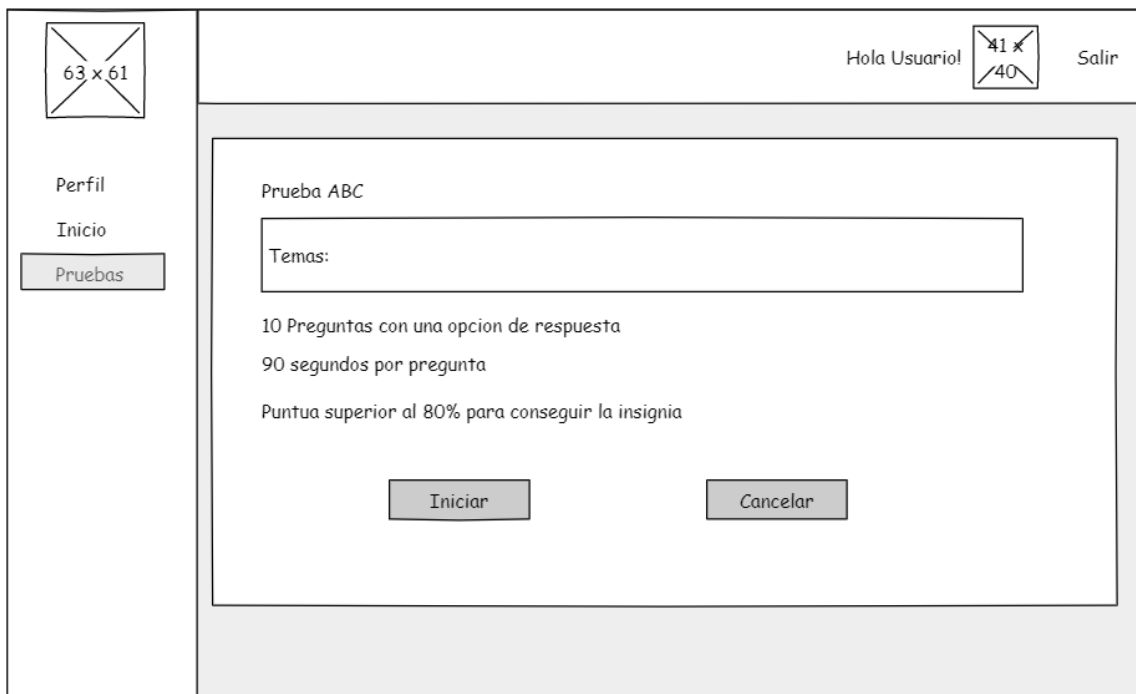 63 x 61
Hola Usuario!
41 x
40
Salir
Perfil
Inicio
Pruebas
Prueba ABC
Temas:
10 Preguntas con una opcion de respuesta
90 segundos por pregunta
Puntua superior al 80% para conseguir la insignia
Iniciar
Cancelar